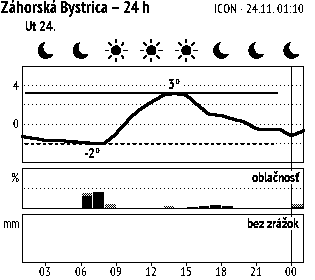 Záhorská Bystrica – 24 h
ICON - 24.11. 01:10
Ut 24.
4
3°
0
-2°
%
oblačnosť
mm
bez zrážok
03 06 09 12 15 18 21 00